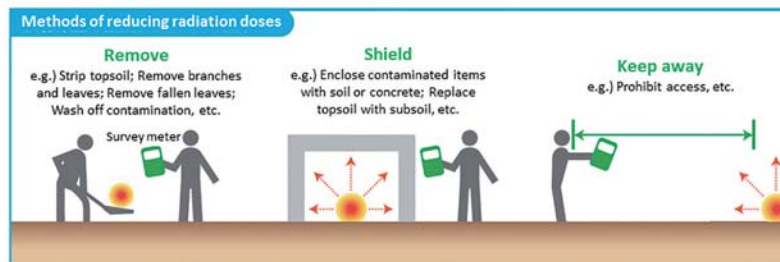 Methods of reducing radiation doses
Remove
e.g.) Strip topsoil; Remove branches
and leaves; Remove fallen leaves;
Wash off contamination, etc.
Survey meter
Shield
e.g.) Enclose contaminated items
with soil or concrete; Replace
topsoil with subsoil, etc.
Keep away
e.g.) Prohibit access, etc.